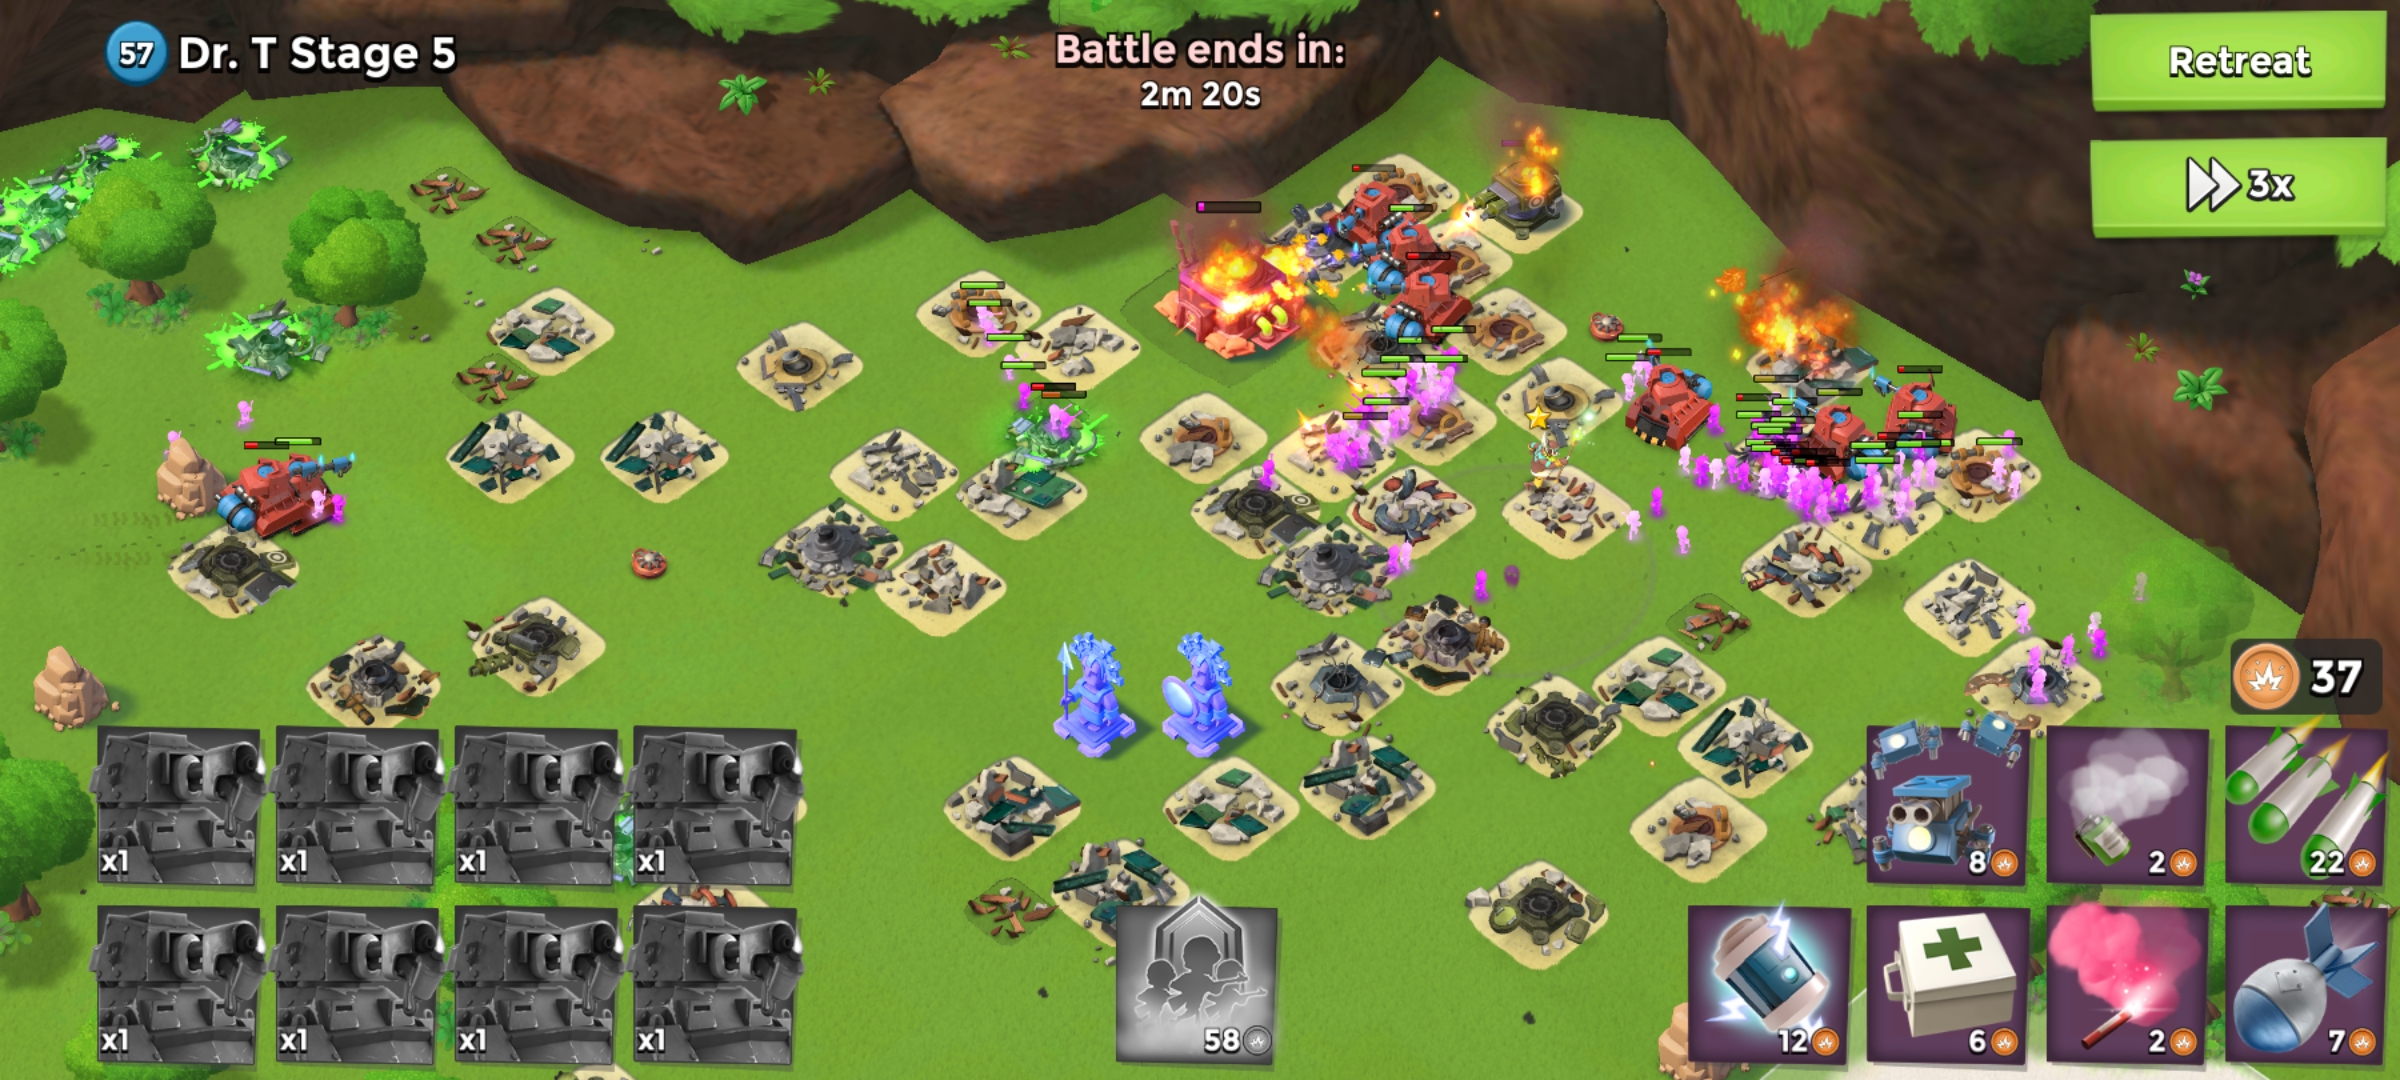 57 Dr. T Stage 5
Battle ends in:
2m 20s
Retreat
3x
37
x1 x1 x1 x1
8 2 22
x1 x1 x1 x1
58
12 6 2 7